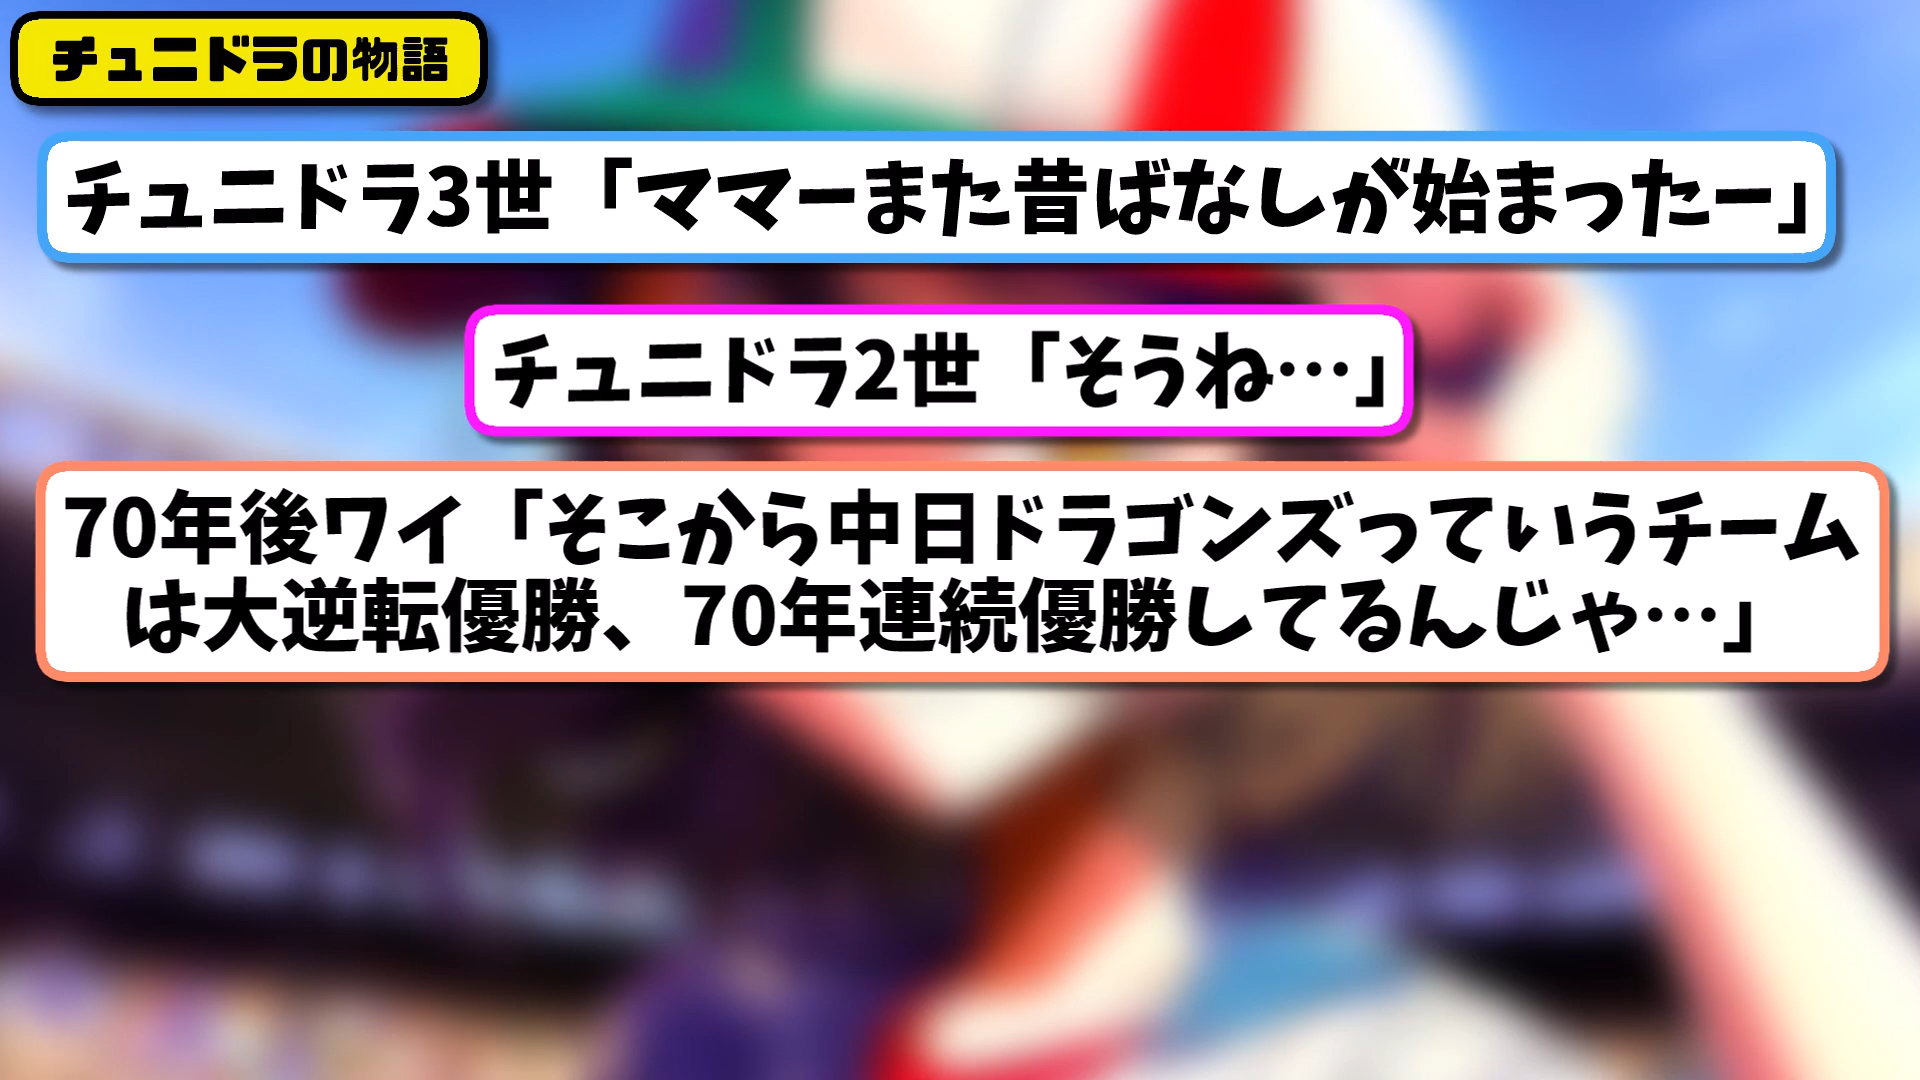 チュニドラの物語
チュニドラ3世「ママーまた昔ばなしが始まったー」
チュニドラ2世「そうね…」
70年後ワイ「そこから中日ドラゴンズっていうチーム
は大逆転優勝、70年連続優勝してるんじゃ…」